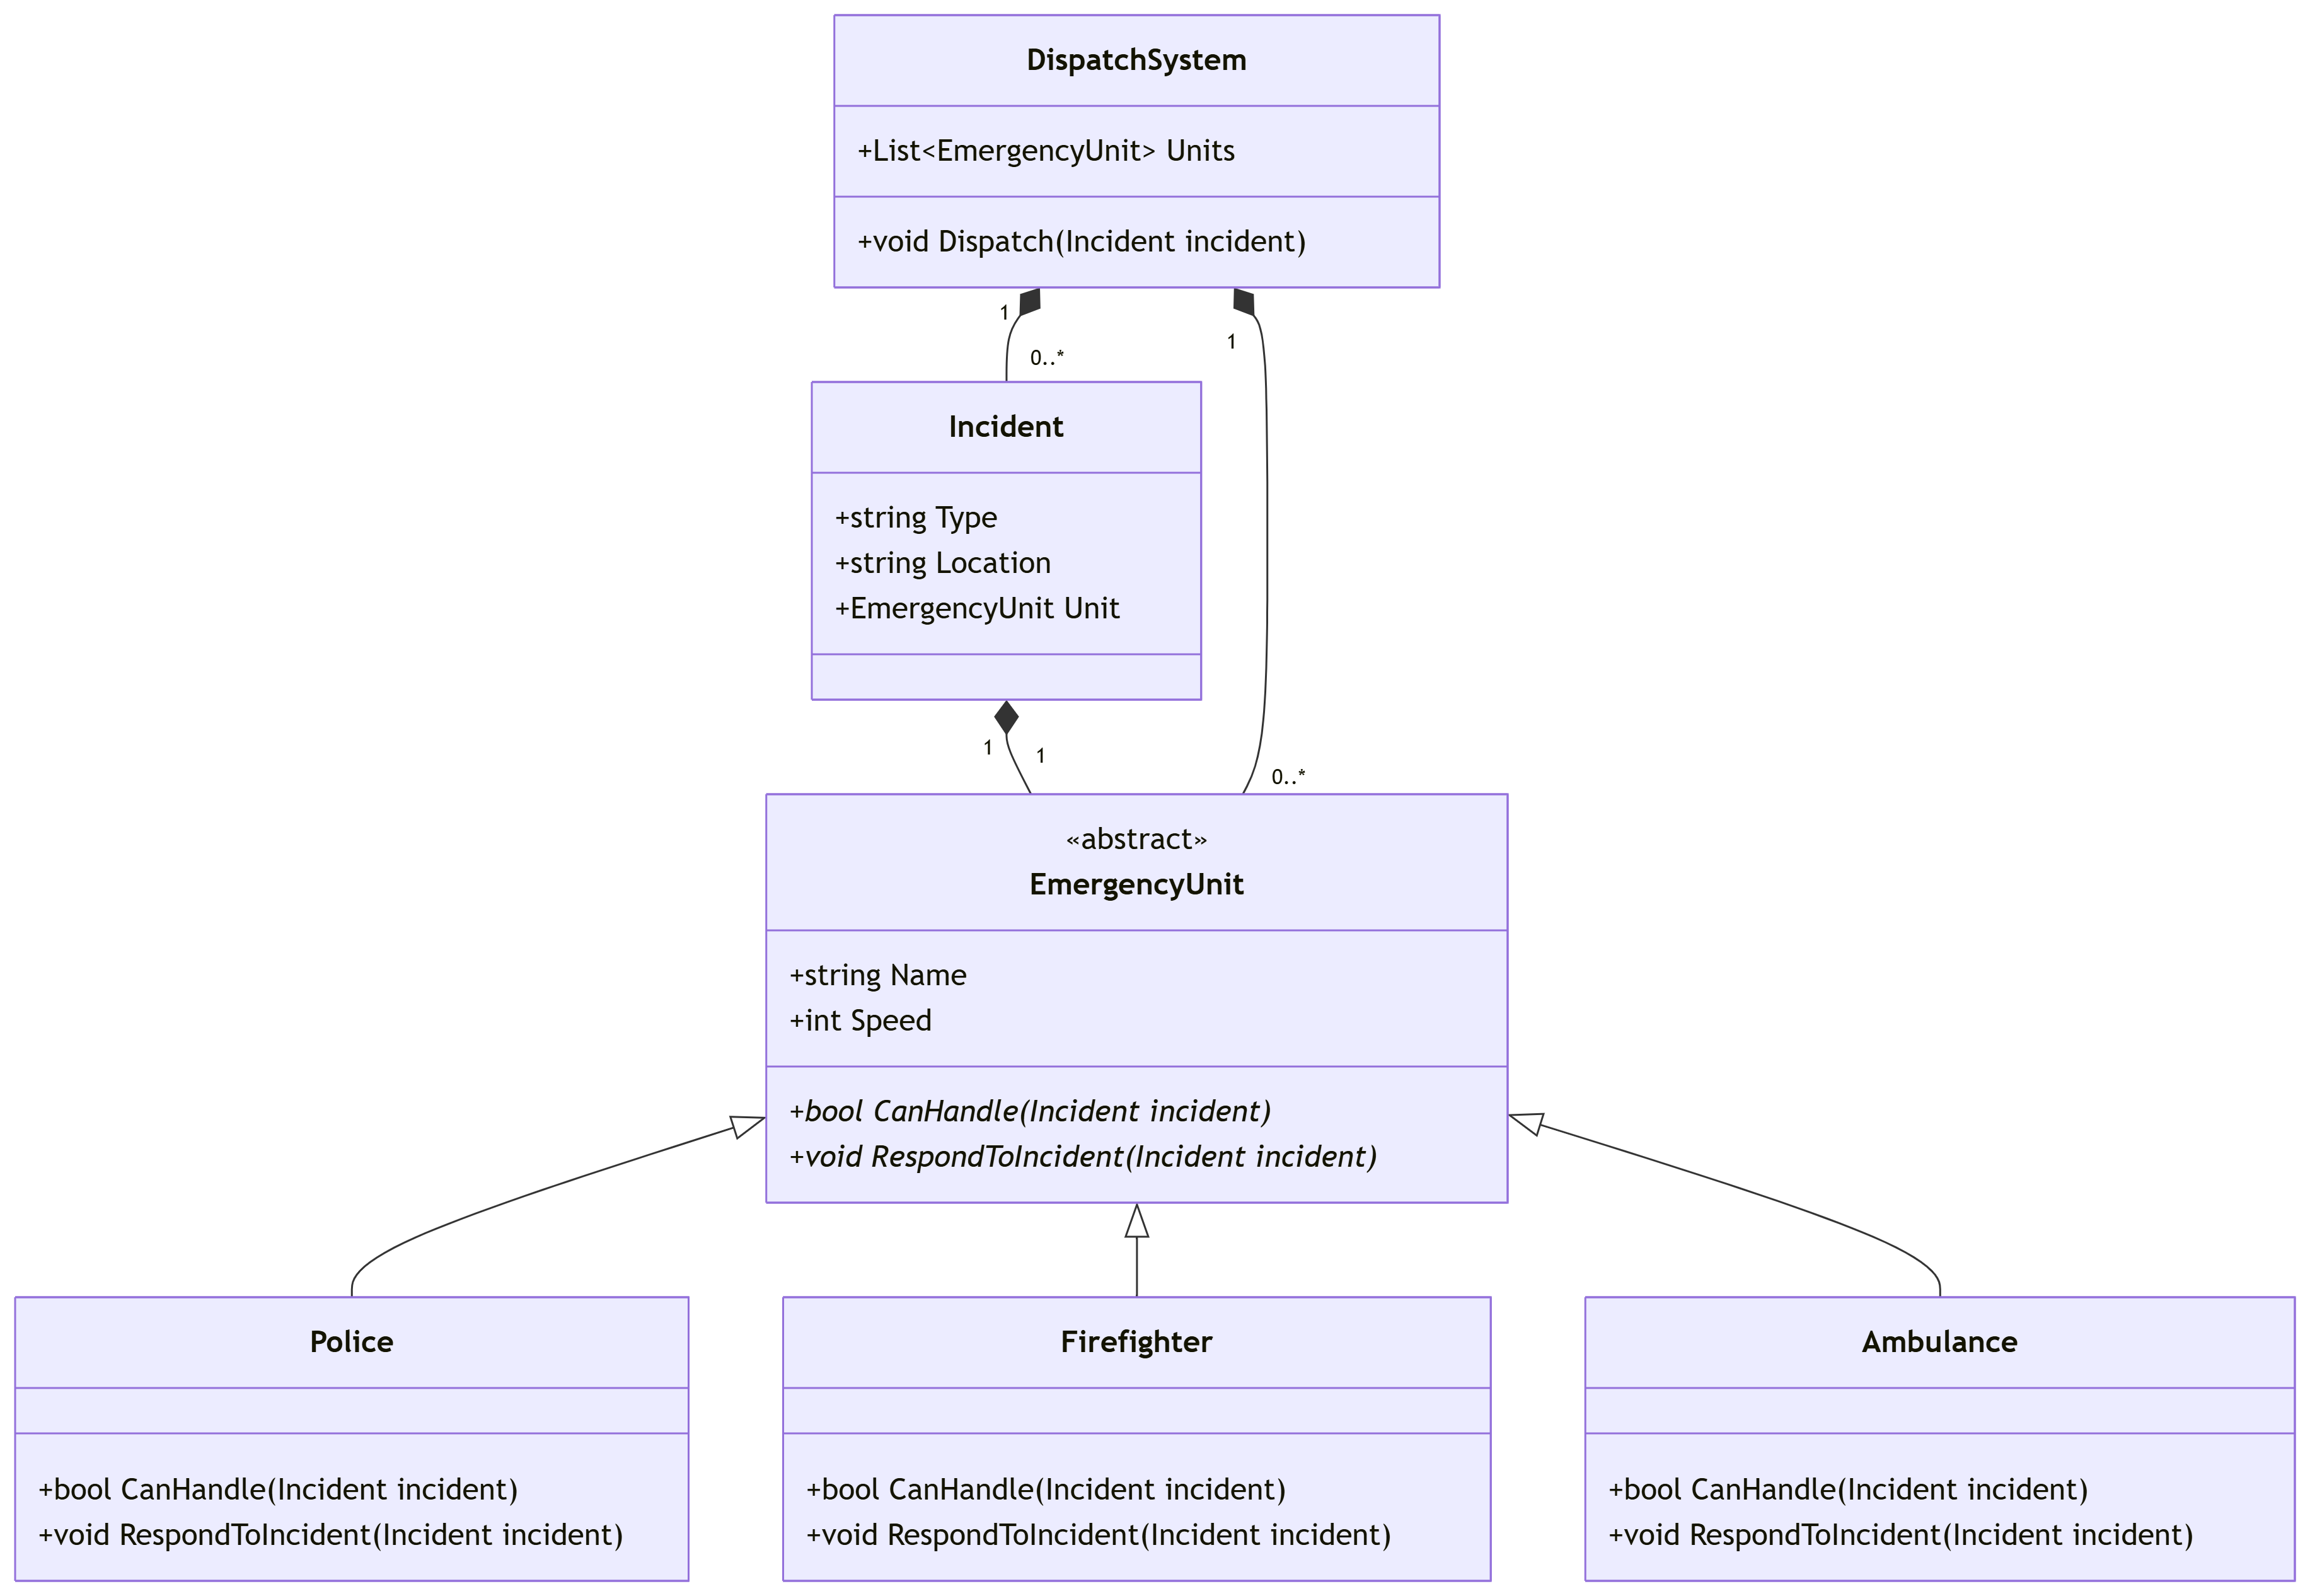 DispatchSystem
+List<EmergencyUnit> Units
+void Dispatch(Incident incident)
1
1
0..*
Incident
+string Type
+string Location
+EmergencyUnit Unit
1
1
0..*
«abstract»
EmergencyUnit
+string Name
+int Speed
+bool CanHandle(Incident incident)
+void RespondToIncident(Incident incident)
Police
+bool CanHandle(Incident incident)
+void RespondToIncident(Incident incident)
Firefighter
+bool CanHandle(Incident incident)
+void RespondToIncident(Incident incident)
Ambulance
+bool CanHandle(Incident incident)
+void RespondToIncident(Incident incident)